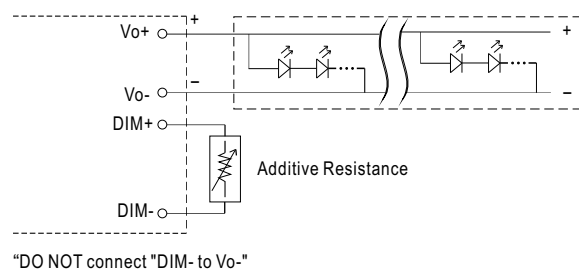 Vo+
+
+
−
Vo-
−
DIM+
Additive Resistance
DIM-
“DO NOT connect "DIM- to Vo-"